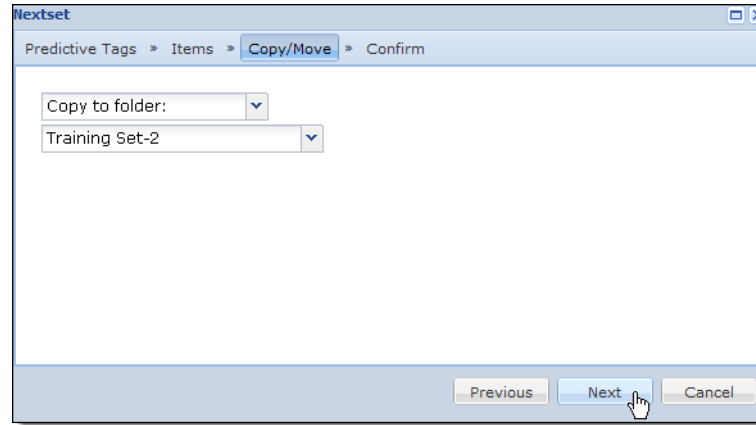 Nextset
Predictive Tags » Items » Copy/Move » Confirm
Copy to folder:
Training Set-2
Previous Next Cancel